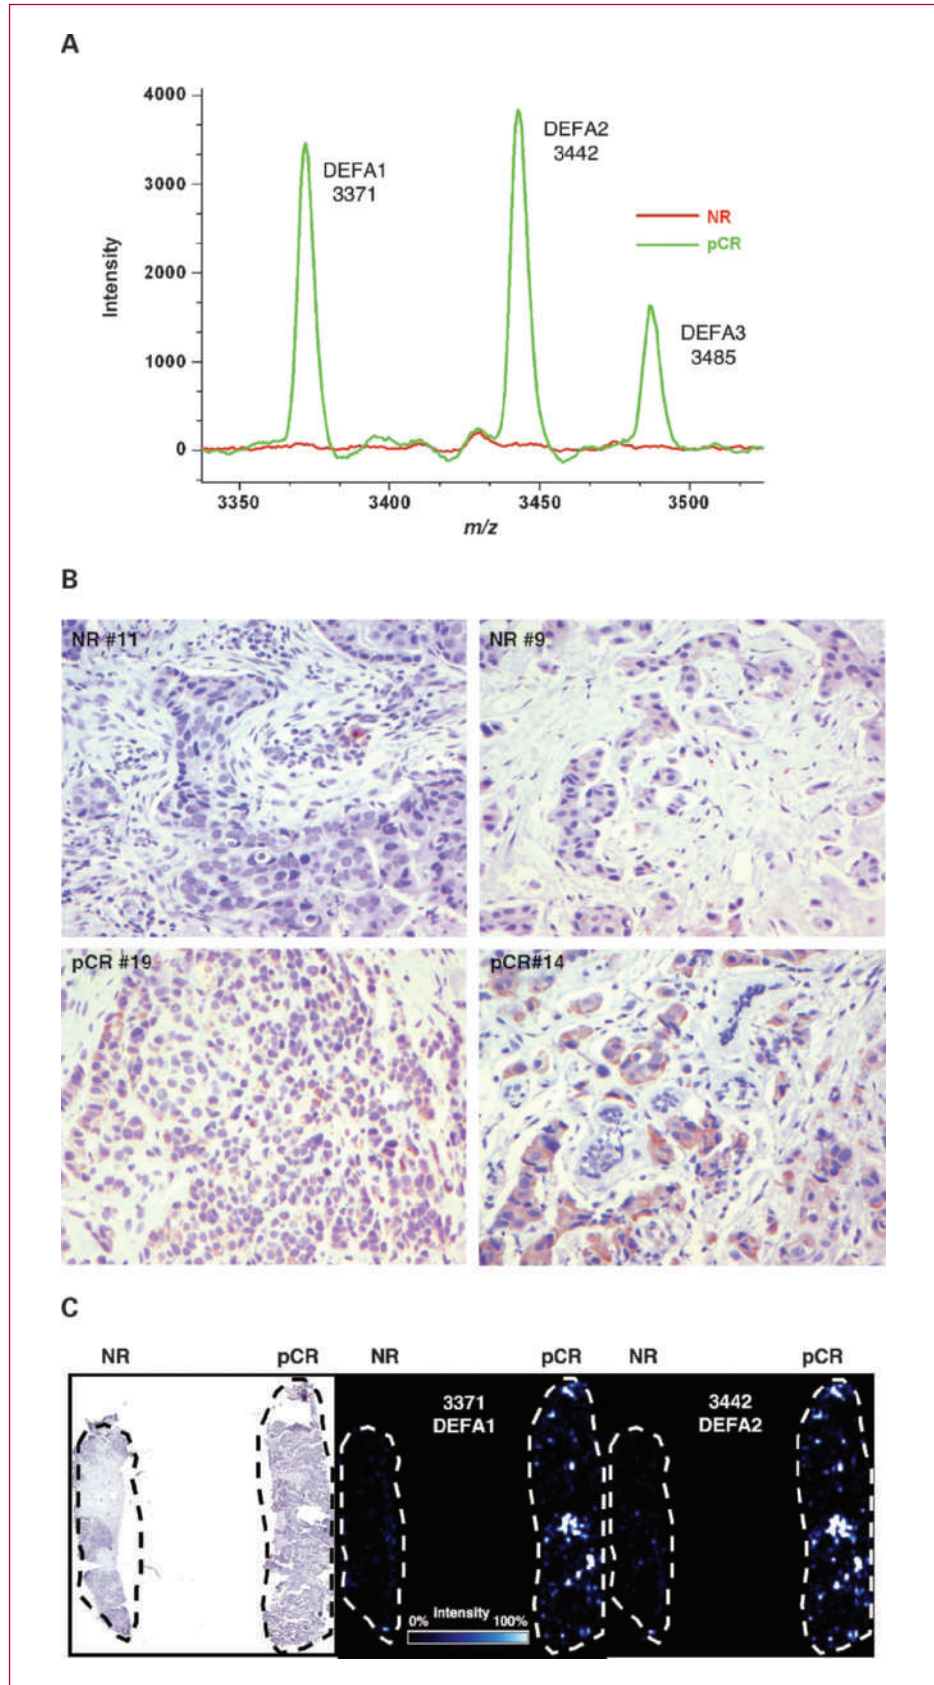 A
4000
3000
2000
1000
0
Intensity
DEFA1
3371
DEFA2
3442
DEFA3
3485
NR
pCR
3350
3400
3450
3500
m/z
B
NR #11
NR #9
pCR #19
pCR#14
C
NR
pCR
NR
pCR
NR
pCR
3371
DEFA1
3442
DEFA2
Intensity
0%
100%